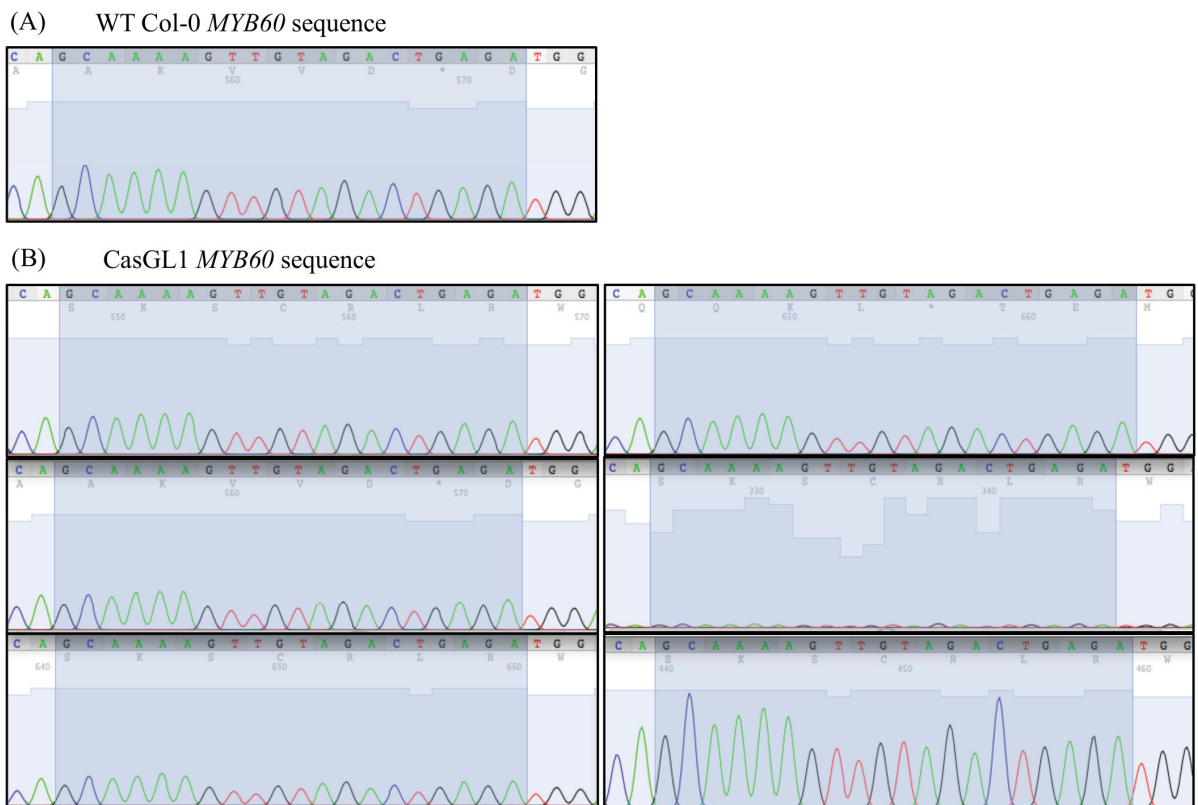 (A) WT Col-0 MYB60 sequence
C A G C A A A A G T T G T A G A C T G A G A T G G
A A K V V D * D G
560 570
(B) CasGL1 MYB60 sequence
C A G C A A A A G T T G T A G A C T G A G A T G G
S K S C R L R W
550 560 570
C A G C A A A A G T T G T A G A C T G A G A T G G
Q Q K L * T E M
650 660
C A G C A A A A G T T G T A G A C T G A G A T G G
A A K V V D * D G
560 570
C A G C A A A A G T T G T A G A C T G A G A T G G
S K S C R L R W
330 340
C A G C A A A A G T T G T A G A C T G A G A T G G
S K S C R L R W
640 650 660
C A G C A A A A G T T G T A G A C T G A G A T G G
S K S C R L R W
440 450 460